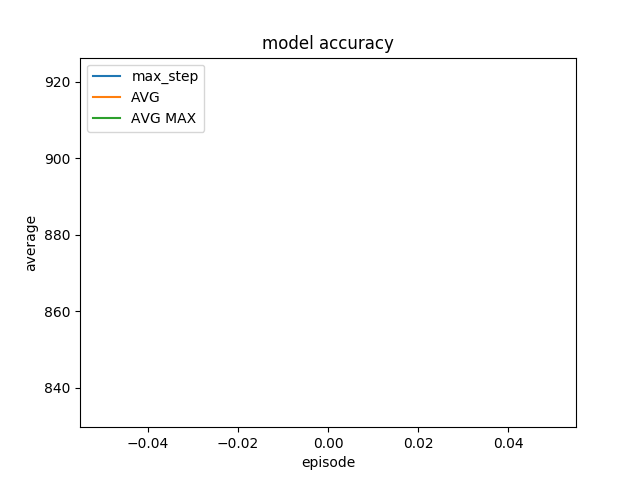 model accuracy
max_step
AVG
AVG MAX
920
900
880
860
840
average
−0.04 −0.02 0.00 0.02 0.04
episode